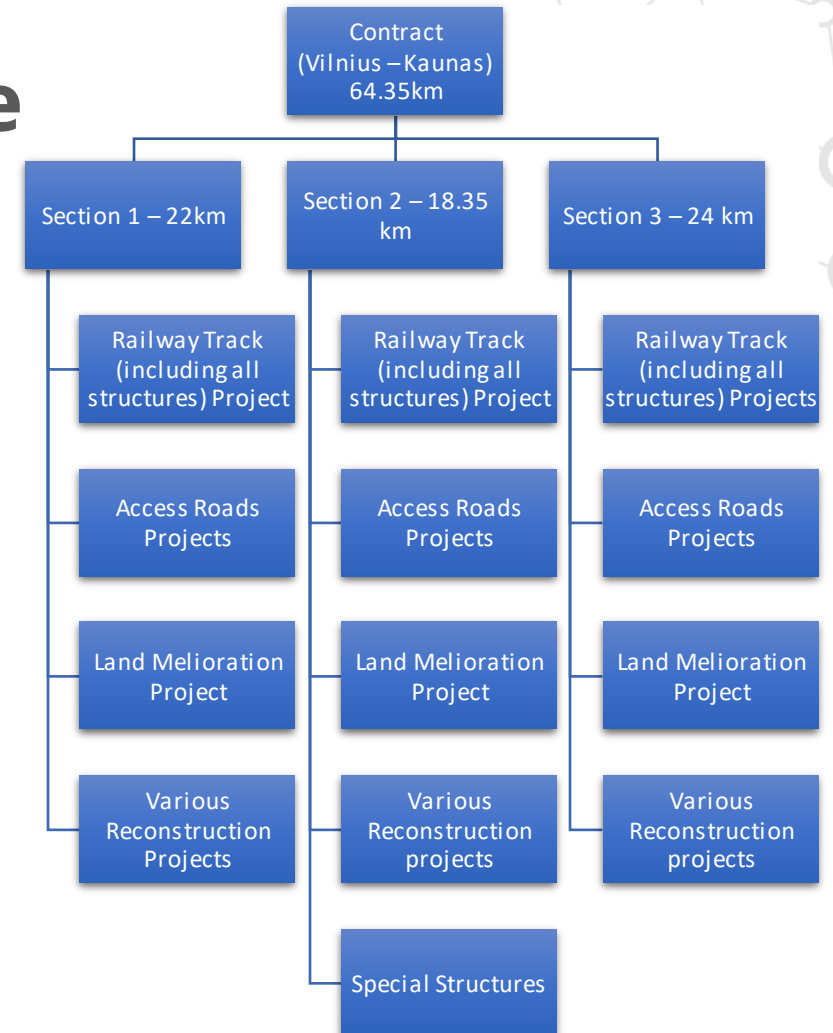 e
Contract
(Vilnius – Kaunas)
64.35km
Section 1 – 22km
Section 2 – 18.35
km
Section 3 – 24 km
Railway Track
(including all
structures) Project
Railway Track
(including all
structures) Project
Railway Track
(including all
structures) Projects
Access Roads
Projects
Access Roads
Projects
Access Roads
Projects
Land Melioration
Project
Land Melioration
Project
Land Melioration
Project
Various
Reconstruction
Projects
Various
Reconstruction
projects
Various
Reconstruction
projects
Special Structures